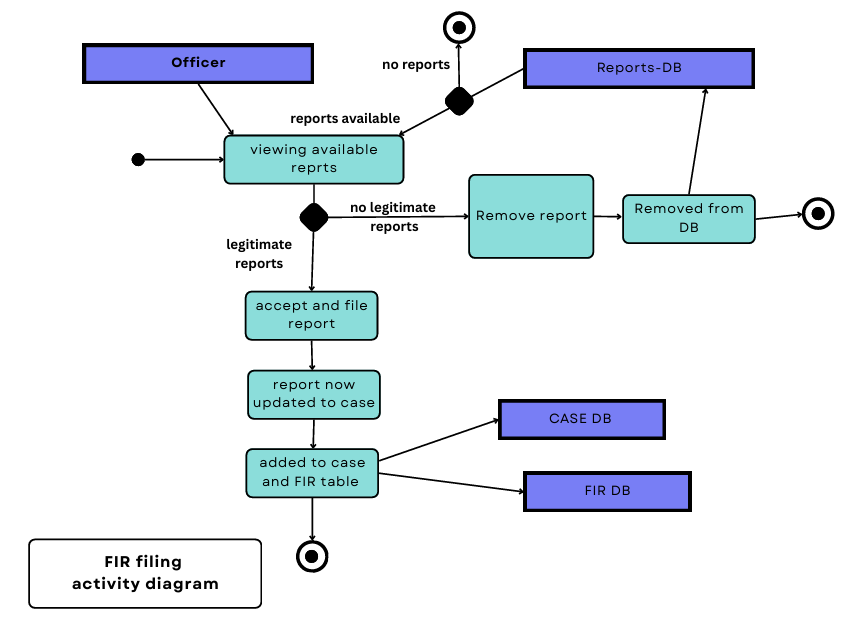 no reports
Officer
Reports-DB
reports available
viewing available
reprts
no legitimate
reports
Remove report
Removed from
DB
legitimate
reports
accept and file
report
report now
updated to case
CASE DB
added to case
and FIR table
FIR DB
FIR filing
activity diagram